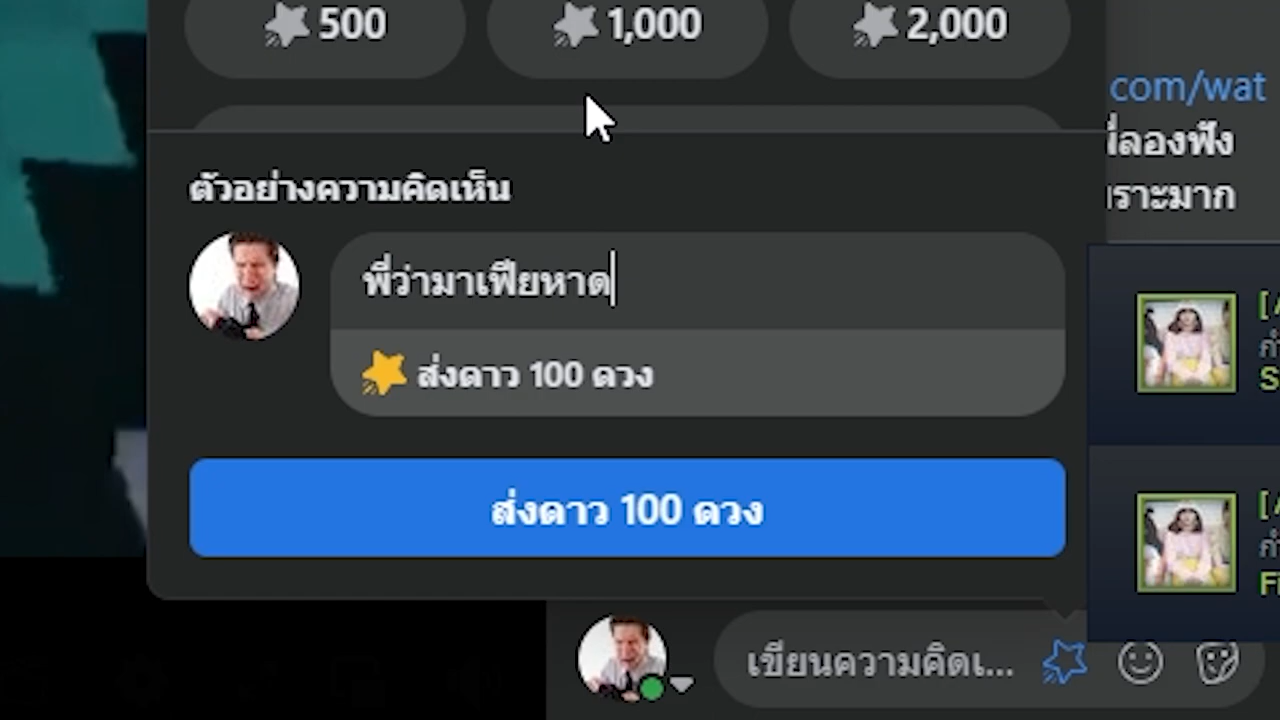 500
1,000
2,000
com/wat
ลองฟัง
ราะมาก
ตัวอย่างความคิดเห็น
พี่ว่ามาเฟียหาด
ส่งดาว 100 ดวง
ส่งดาว 100 ดวง
เขียนความคิดเ...